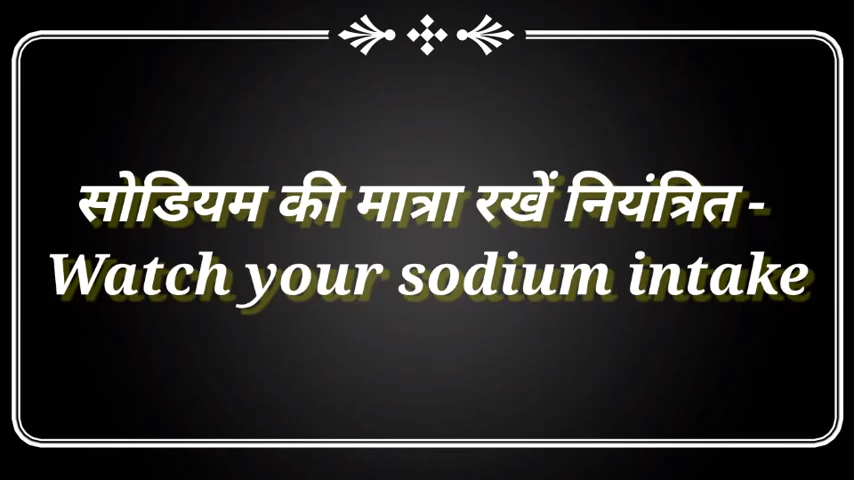 सोडियम की मात्रा रखें नियंत्रित -
Watch your sodium intake